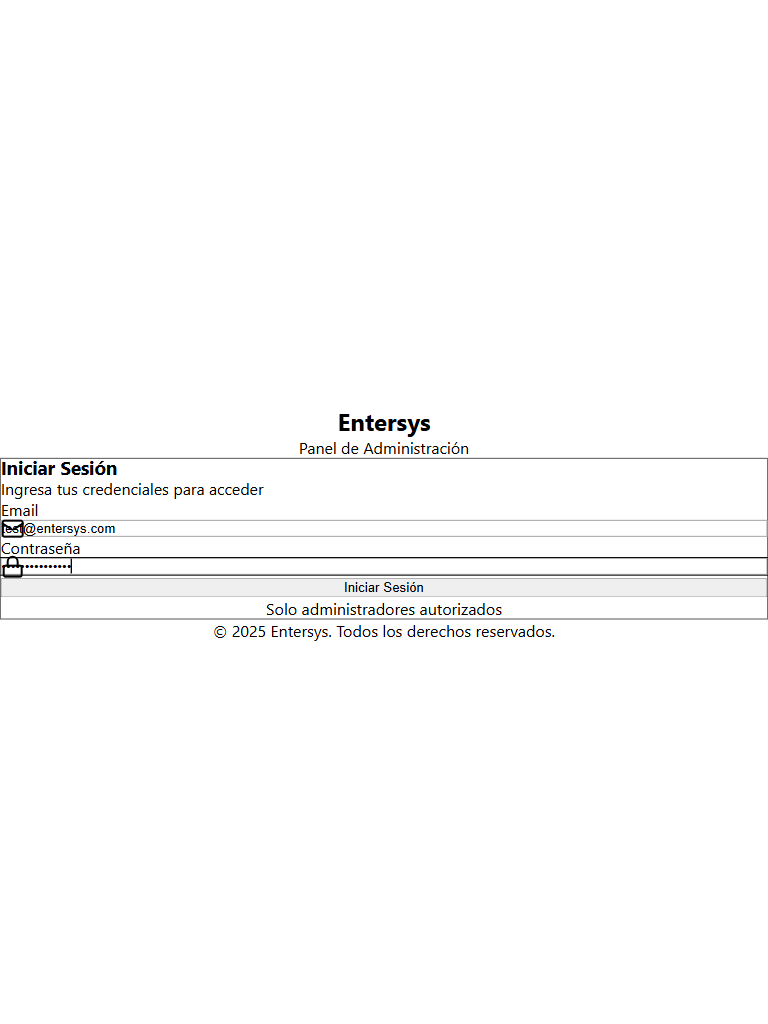 Entersys
Panel de Administración
Iniciar Sesión
Ingresa tus credenciales para acceder
Email
test@entersys.com
Contraseña
Iniciar Sesión
Solo administradores autorizados
© 2025 Entersys. Todos los derechos reservados.